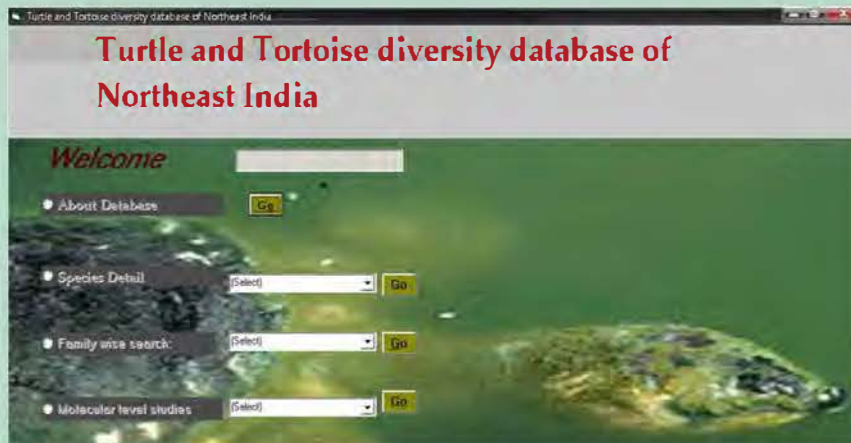 Turtle and Tortoise diversity database of Northeast India
Turtle and Tortoise diversity database of
Northeast India
Welcome
About Database Go
Species Detail (Select) Go
Family wise search: (Select) Go
Molecular level studies (Select) Go